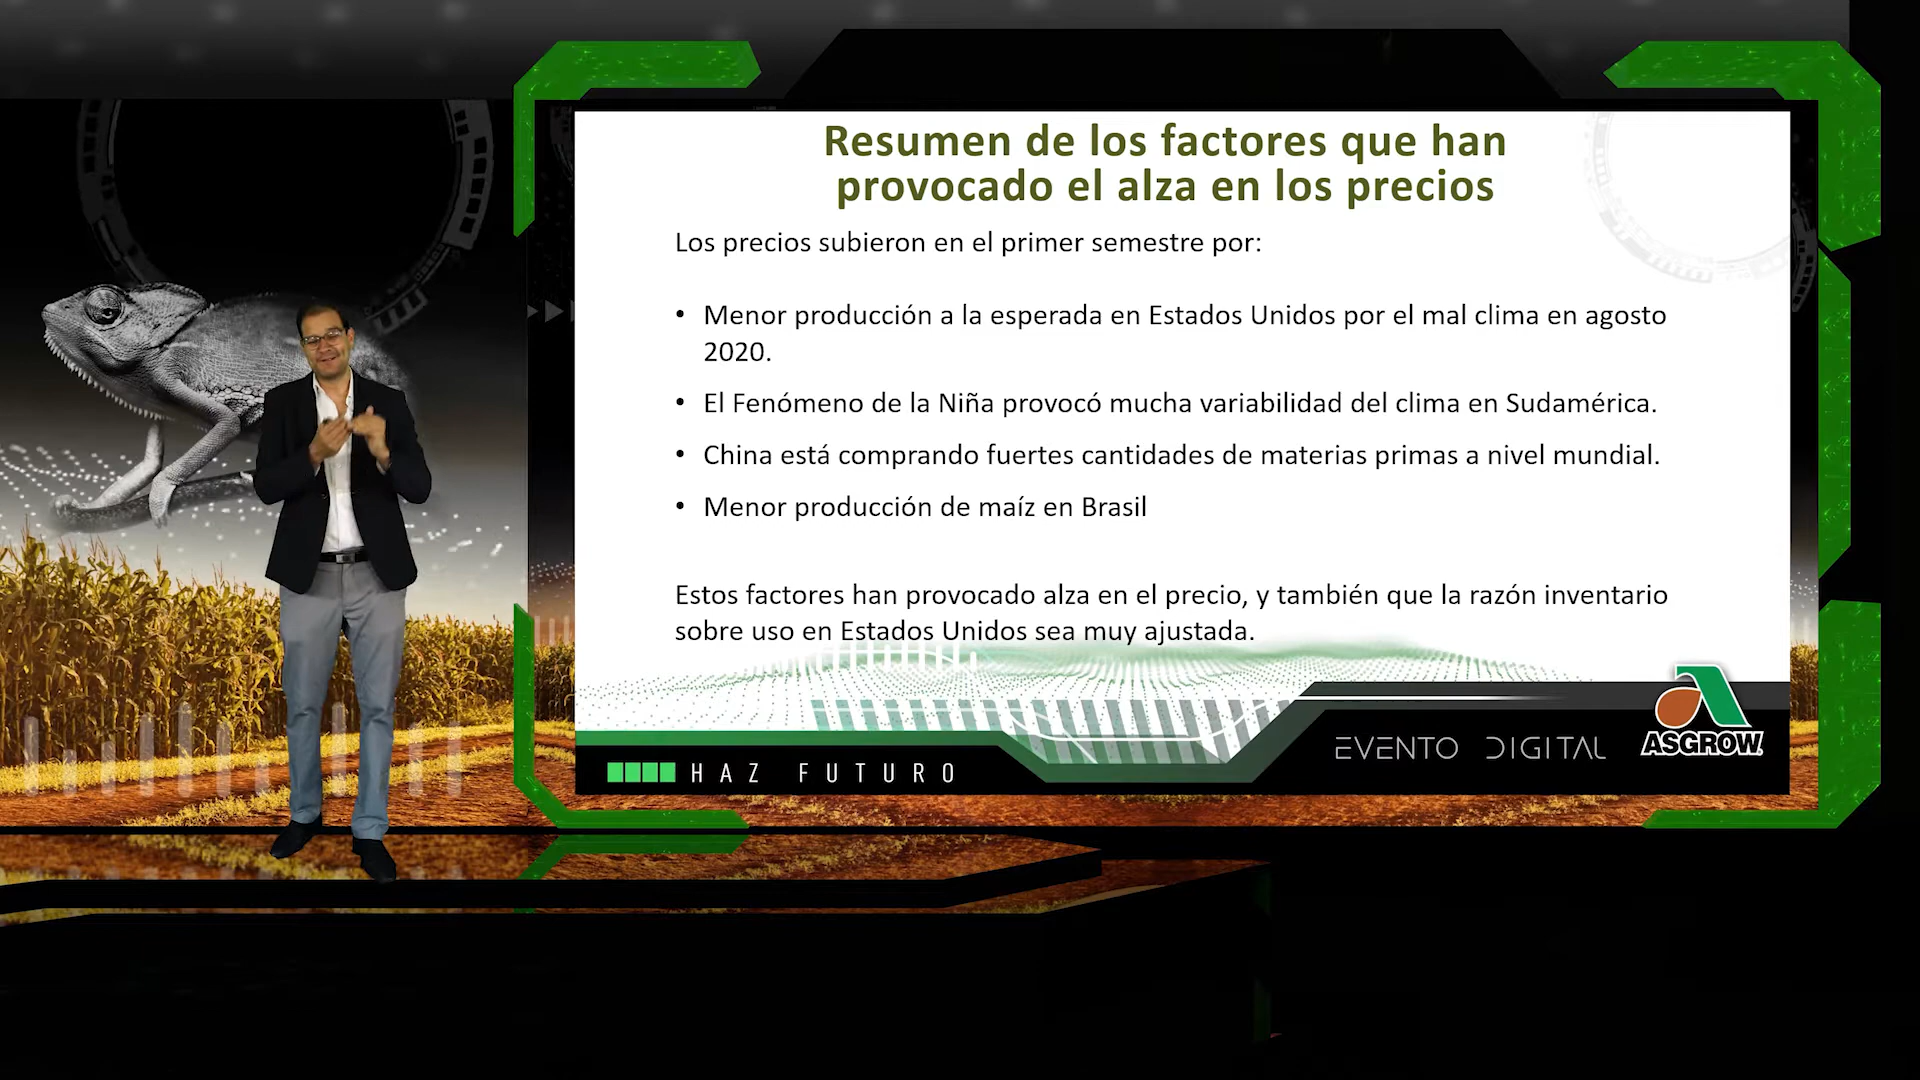 Resumen de los factores que han
provocado el alza en los precios
Los precios subieron en el primer semestre por:
• Menor producción a la esperada en Estados Unidos por el mal clima en agosto
2020.
• El Fenómeno de la Niña provocó mucha variabilidad del clima en Sudamérica.
• China está comprando fuertes cantidades de materias primas a nivel mundial.
• Menor producción de maíz en Brasil
Estos factores han provocado alza en el precio, y también que la razón inventario
sobre uso en Estados Unidos sea muy ajustada.
HAZ FUTURO
EVENTO DIGITAL
ASGROW